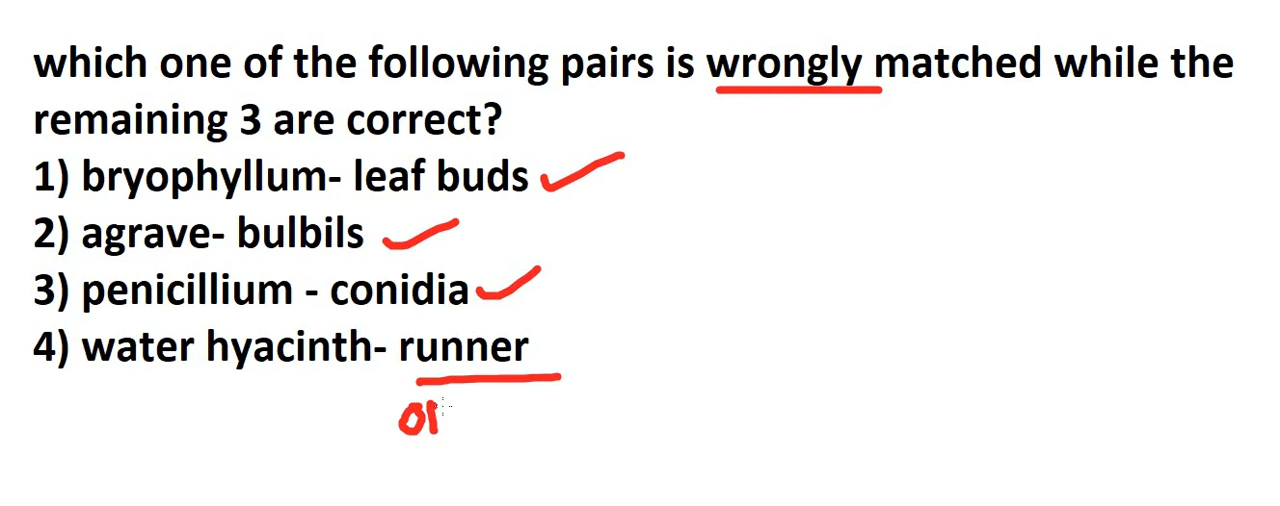 which one of the following pairs is wrongly matched while the
remaining 3 are correct?
1) bryophyllum- leaf buds
2) agrave- bulbils
3) penicillium - conidia
4) water hyacinth- runner